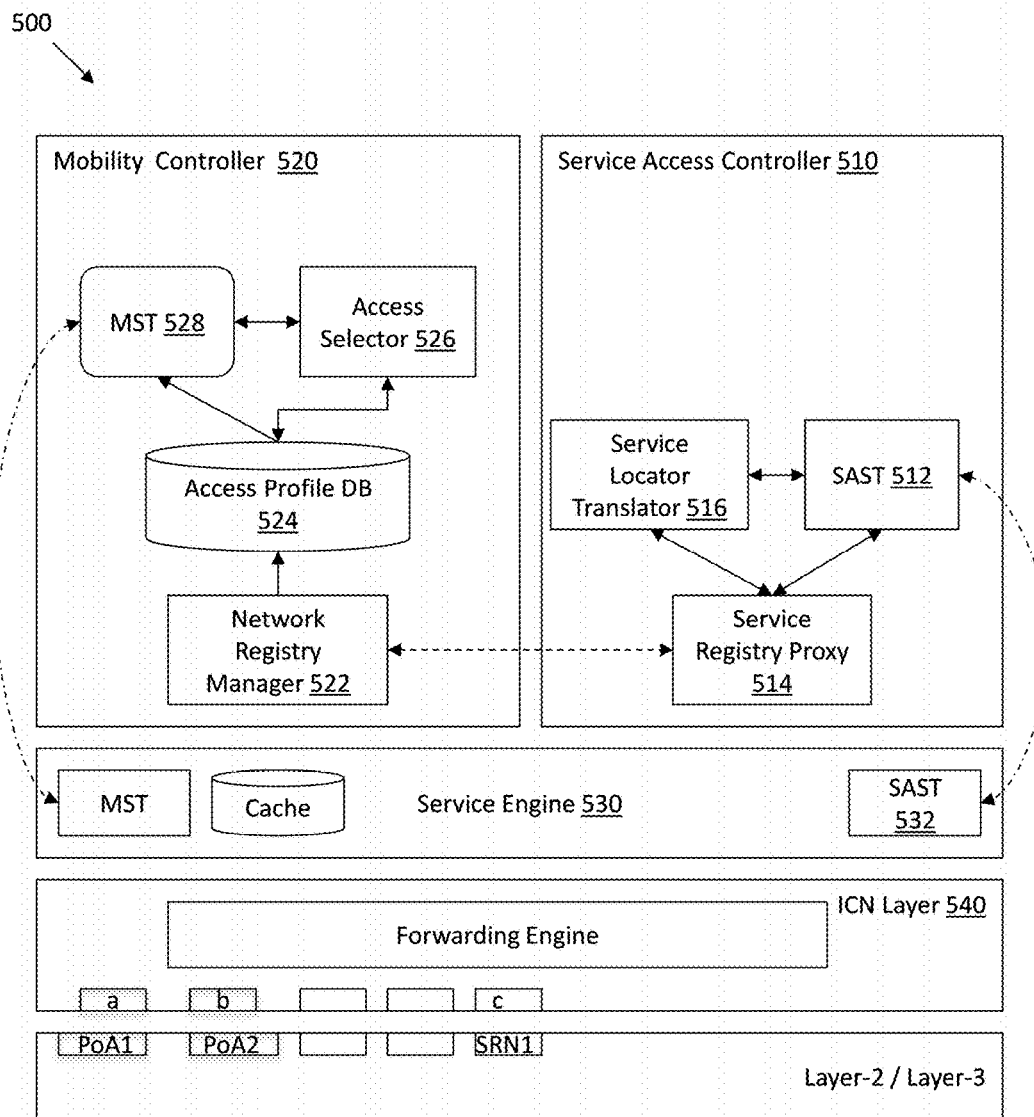 500
Mobility Controller 520
Service Access Controller 510
MST 528
Access
Selector 526
Access Profile DB
524
Service
Locator
Translator 516
SAST 512
Network
Registry
Manager 522
Service
Registry Proxy
514
MST
Cache
Service Engine 530
SAST
532
ICN Layer 540
Forwarding Engine
a
b
c
PoA1
PoA2
SRN1
Layer-2 / Layer-3